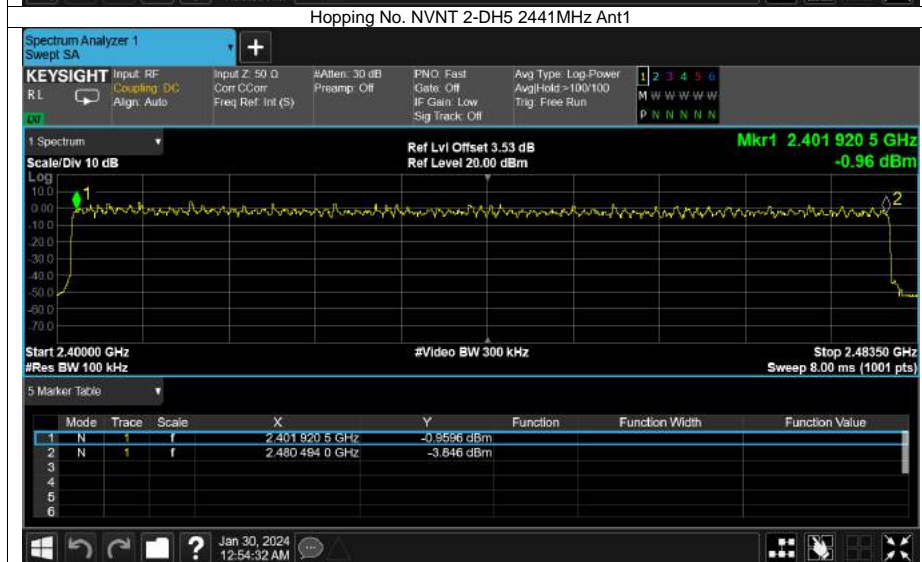 Hopping No. NVNT 2-DH5 2441MHz Ant1
Spectrum Analyzer 1
Swept SA
+
KEYSIGHT Input: RF Input Z: 50 Ω #Atten: 30 dB PNO: Fast Avg Type: Log-Power 1 2 3 4 5 6
RL Coupling: DC Corr CCorr Preamp: Off Gate: Off Avg|Hold:>100/100 M W W W W W
Align: Auto Freq Ref: Int (S) IF Gain: Low Trig: Free Run
Sig Track: Off P N N N N N
1 Spectrum Ref Lvl Offset 3.53 dB Mkr1 2.401 920 5 GHz
Scale/Div 10 dB Ref Level 20.00 dBm -0.96 dBm
Log
10.0
0.00
-10.0
-20.0
-30.0
-40.0
-50.0
-60.0
-70.0
1
2
Start 2.40000 GHz #Video BW 300 kHz Stop 2.48350 GHz
#Res BW 100 kHz Sweep 8.00 ms (1001 pts)
5 Marker Table
Mode Trace Scale X Y Function Function Width Function Value
1 N 1 f 2.401 920 5 GHz -0.9596 dBm
2 N 1 f 2.480 494 0 GHz -3.846 dBm
3
4
5
6
? Jan 30, 2024
12:54:32 AM